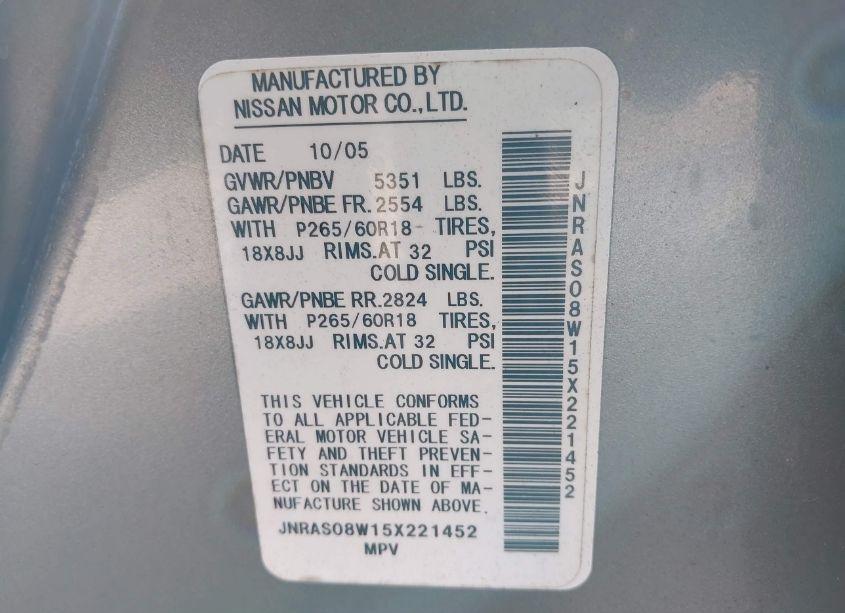 MANUFACTURED BY
NISSAN MOTOR CO.,LTD.
DATE 10/05
GVWR/PNBV 5351 LBS.
GAWR/PNBE FR. 2554 LBS.
WITH P265/60R18 TIRES,
18X8JJ RIMS.AT 32 PSI
COLD SINGLE.
GAWR/PNBE RR. 2824 LBS.
WITH P265/60R18 TIRES,
18X8JJ RIMS.AT 32 PSI
COLD SINGLE.
THIS VEHICLE CONFORMS
TO ALL APPLICABLE FED-
ERAL MOTOR VEHICLE SA-
FETY AND THEFT PREVEN-
TION STANDARDS IN EFF-
ECT ON THE DATE OF MA-
NUFACTURE SHOWN ABOVE.
JNRAS08W15X221452
MPV
JNRAS08W15X221452